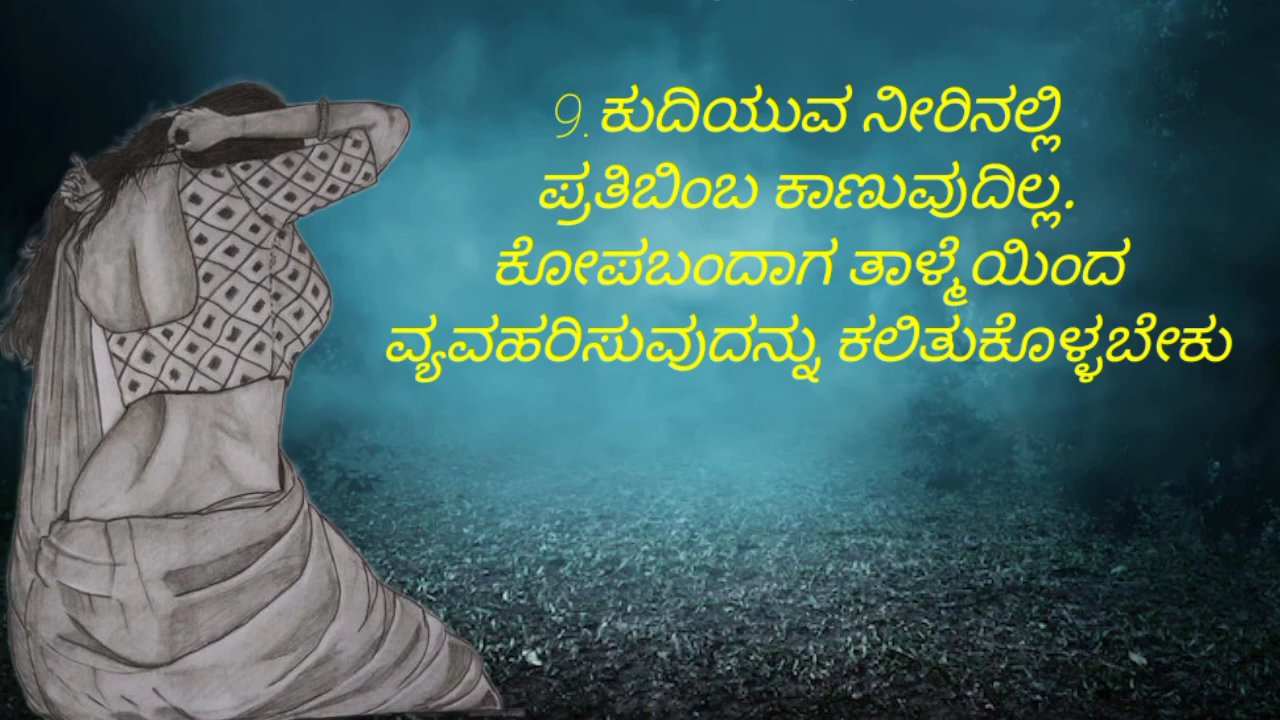 9. ಕುದಿಯುವ ನೀರಿನಲ್ಲಿ
ಪ್ರತಿಬಿಂಬ ಕಾಣುವುದಿಲ್ಲ.
ಕೋಪಬಂದಾಗ ತಾಳ್ಮೆಯಿಂದ
ವ್ಯವಹರಿಸುವುದನ್ನು ಕಲಿತುಕೊಳ್ಳಬೇಕು